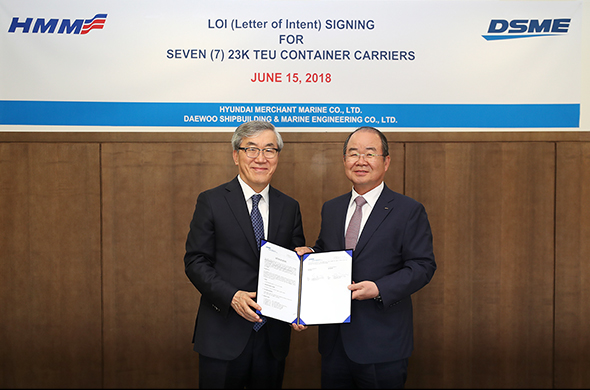 HMM
LOI (Letter of Intent) SIGNING
DSME
FOR
SEVEN (7) 23K TEU CONTAINER CARRIERS
JUNE 15, 2018
HYUNDAI MERCHANT MARINE CO., LTD.
DAEWOO SHIPBUILDING & MARINE ENGINEERING CO., LTD.